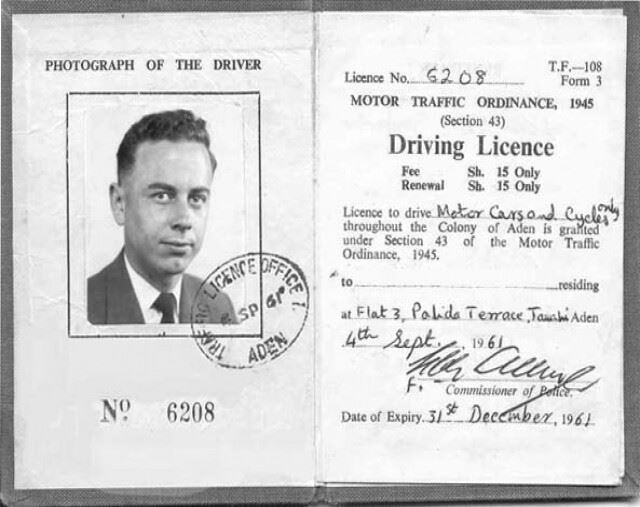 PHOTOGRAPH OF THE DRIVER
TRAFFIC LICENCE OFFICE
SP 61
ADEN
Nº 6208
T.F.—108
Licence No. 6208 Form 3
MOTOR TRAFFIC ORDINANCE, 1945
(Section 43)
Driving Licence
Fee Sh. 15 Only
Renewal Sh. 15 Only
Licence to drive Motor Cars and Cycles only
throughout the Colony of Aden is granted
under Section 43 of the Motor Traffic
Ordinance, 1945.
to residing
at Flat 3, Terrace, Aden
4th Sept. 1961
F. Commissioner of Police.
Date of Expiry 31st December, 1961